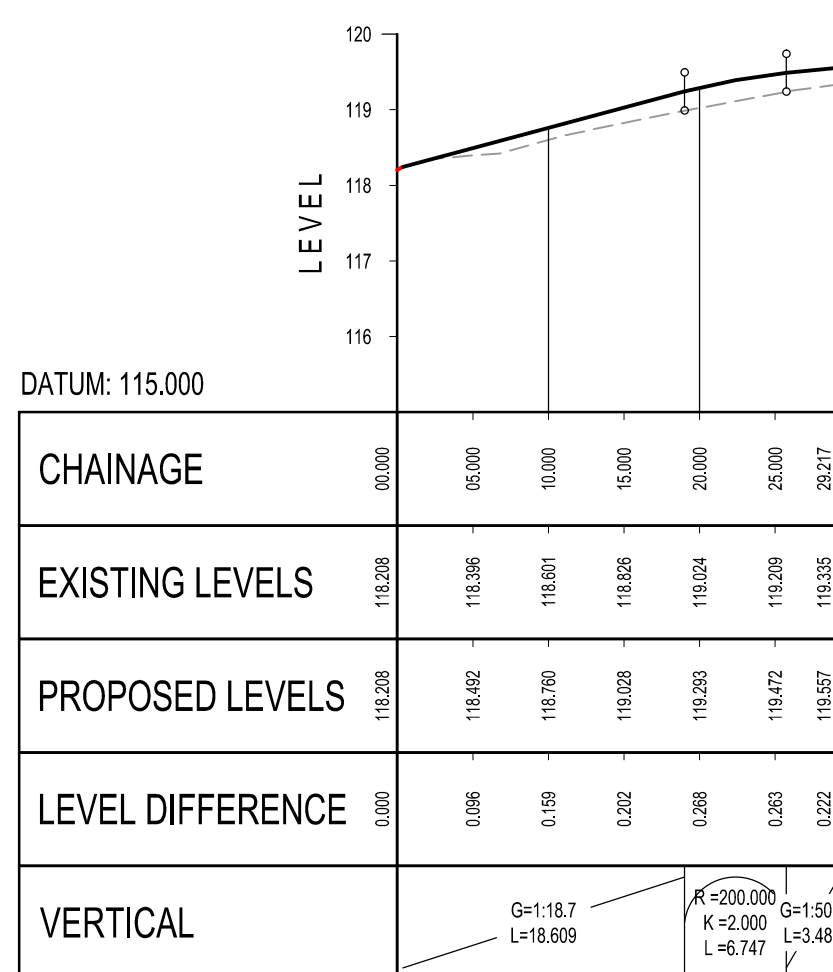 120
119
118
117
116
LEVEL
DATUM: 115.000
CHAINAGE 00.000 05.000 10.000 15.000 20.000 25.000 29.217
EXISTING LEVELS 118.208 118.396 118.601 118.826 119.024 119.209 119.335
PROPOSED LEVELS 118.208 118.492 118.760 119.028 119.293 119.472 119.557
LEVEL DIFFERENCE 0.000 0.096 0.159 0.202 0.268 0.263 0.222
VERTICAL
G=1:18.7
L=18.609
R =200.000
K =2.000
L =6.747
G=1:50
L=3.48